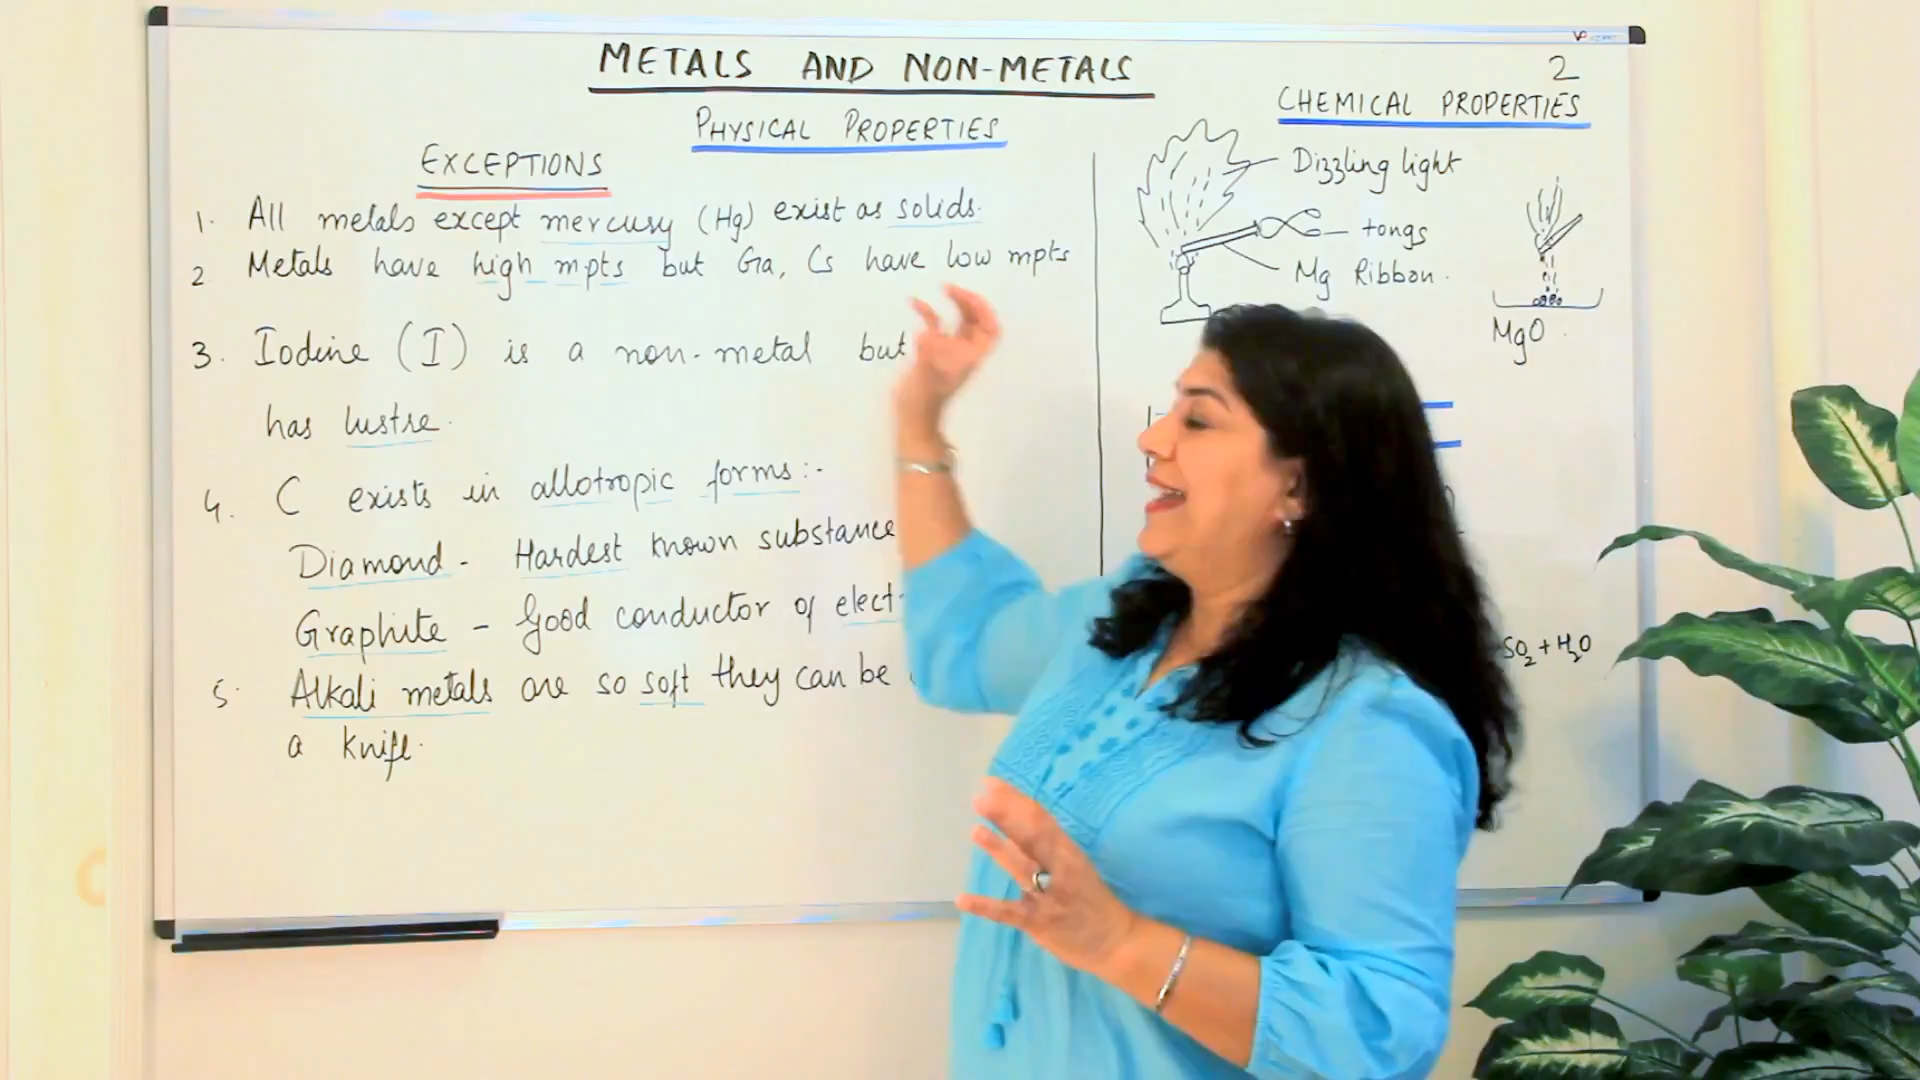 METALS AND NON-METALS
2
PHYSICAL PROPERTIES
EXCEPTIONS
1. All metals except mercury (Hg) exist as solids.
2 Metals have high mpts but Ga, Cs have low mpts
3. Iodine (I) is a non-metal but
has lustre.
4. C exists in allotropic forms:-
Diamond - Hardest known substance
Graphite - Good conductor of elect-
5. Alkali metals are so soft they can be
a knife.
CHEMICAL PROPERTIES
Dizzling light
tongs
Mg Ribbon.
MgO
SO2 + H2O